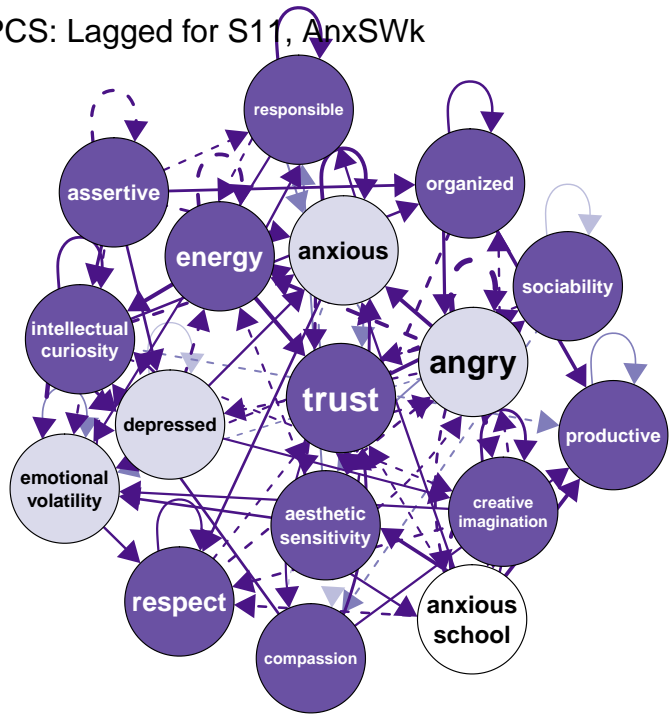 PCS: Lagged for S11, AnxSWk
responsible
assertive
organized
energy
anxious
sociability
intellectual
curiosity
angry
trust
depressed
productive
emotional
volatility
aesthetic
sensitivity
creative
imagination
respect
anxious
school
compassion